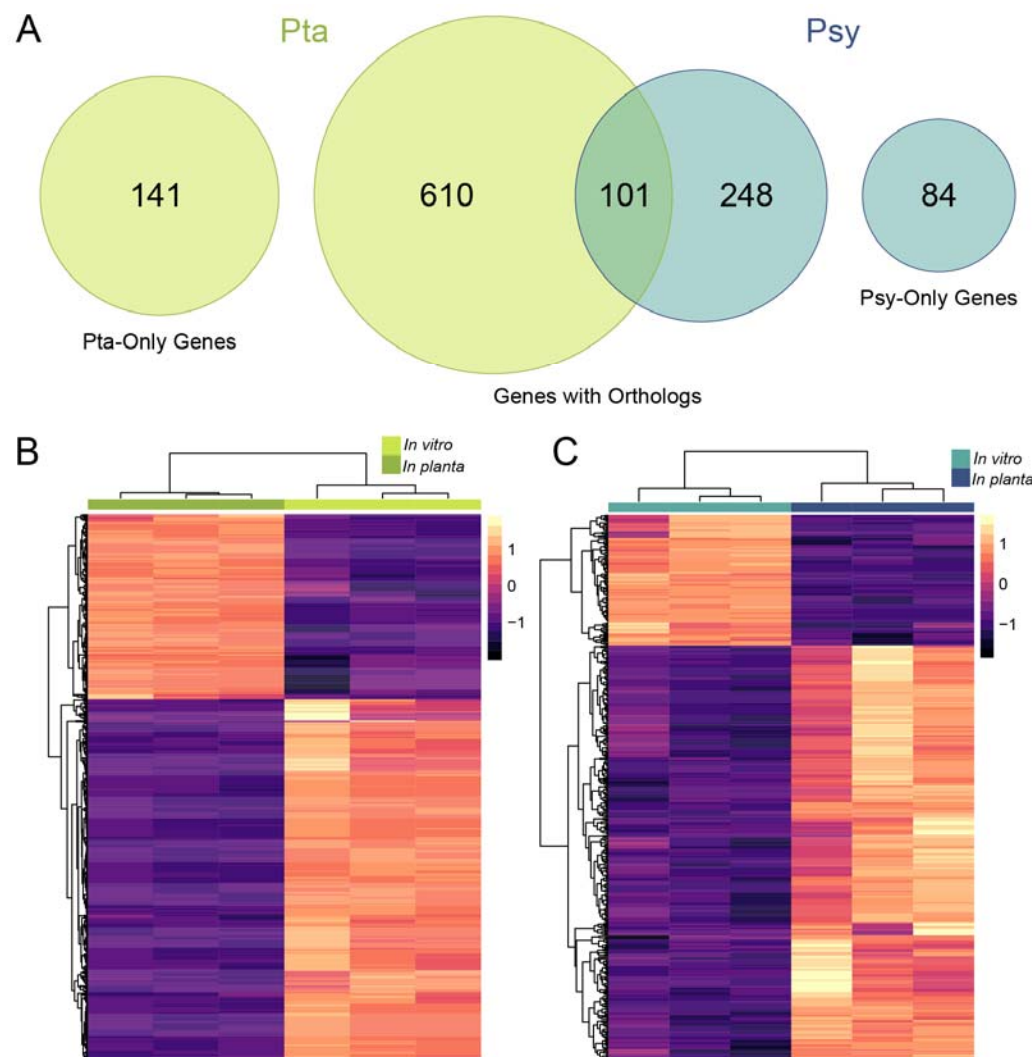 A
Pta
Psy
141
610
101
248
84
Pta-Only Genes
Psy-Only Genes
Genes with Orthologs
B
In vitro
In planta
1
0
−1
C
In vitro
In planta
1
0
−1